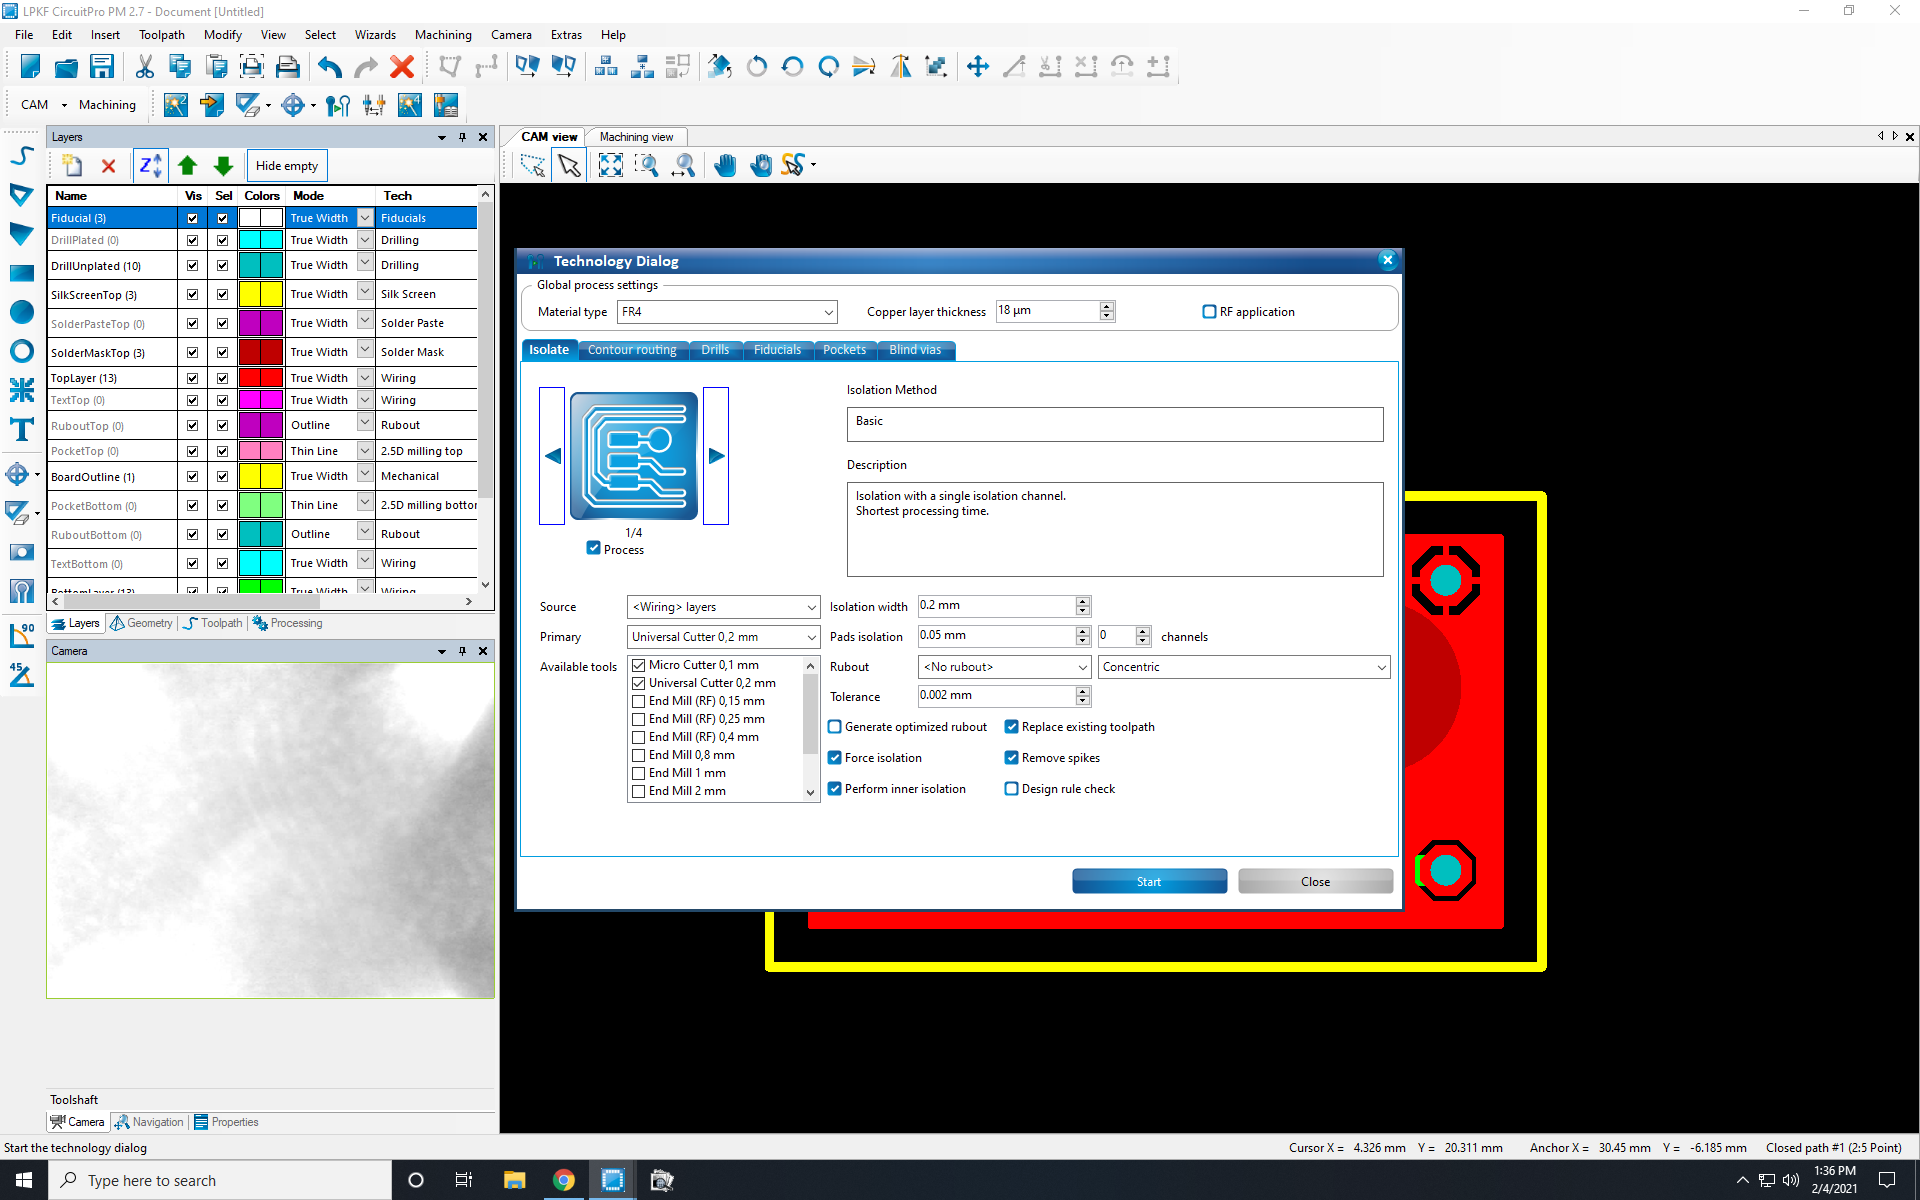 LPKF CircuitPro PM 2.7 - Document [Untitled]
File Edit Insert Toolpath Modify View Select Wizards Machining Camera Extras Help
CAM Machining
Layers
Hide empty
Name Vis Sel Colors Mode Tech
Fiducial (3) True Width Fiducials
DrillPlated (0) True Width Drilling
DrillUnplated (10) True Width Drilling
SilkScreenTop (3) True Width Silk Screen
SolderPasteTop (0) True Width Solder Paste
SolderMaskTop (3) True Width Solder Mask
TopLayer (13) True Width Wiring
TextTop (0) True Width Wiring
RuboutTop (0) Outline Rubout
PocketTop (0) Thin Line 2.5D milling top
BoardOutline (1) True Width Mechanical
PocketBottom (0) Thin Line 2.5D milling bottor
RuboutBottom (0) Outline Rubout
TextBottom (0) True Width Wiring
BottomLayer (13) True Width Wiring
Layers Geometry Toolpath Processing
Camera
Toolshaft
Camera Navigation Properties
Start the technology dialog
90
45
CAM view Machining view
Technology Dialog
Global process settings
Material type FR4 Copper layer thickness 18 µm RF application
Isolate Contour routing Drills Fiducials Pockets Blind vias
1/4
Process
Isolation Method
Basic
Description
Isolation with a single isolation channel.
Shortest processing time.
Source <Wiring> layers Isolation width 0.2 mm
Primary Universal Cutter 0,2 mm Pads isolation 0.05 mm 0 channels
Available tools Micro Cutter 0,1 mm Rubout <No rubout> Concentric
Universal Cutter 0,2 mm
End Mill (RF) 0,15 mm Tolerance 0.002 mm
End Mill (RF) 0,25 mm Generate optimized rubout Replace existing toolpath
End Mill (RF) 0,4 mm
End Mill 0,8 mm Force isolation Remove spikes
End Mill 1 mm
End Mill 2 mm Perform inner isolation Design rule check
Start Close
Cursor X = 4.326 mm Y = 20.311 mm Anchor X = 30.45 mm Y = -6.185 mm Closed path #1 (2:5 Point)
Type here to search
1:36 PM
2/4/2021